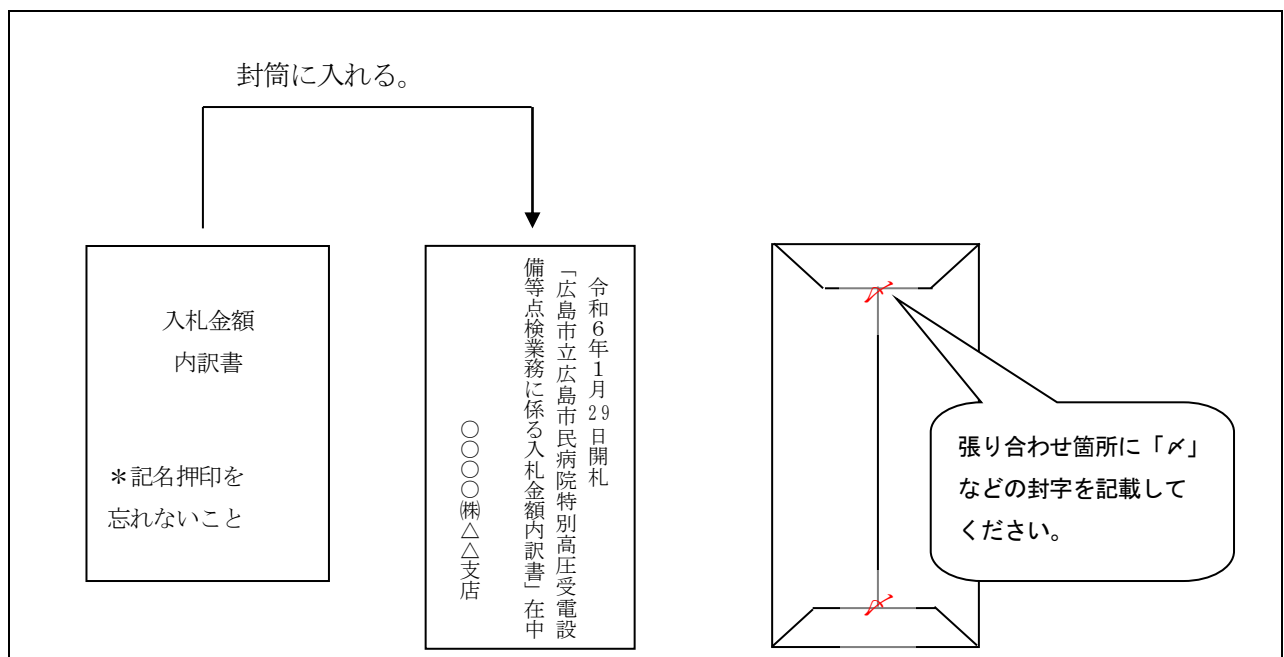 封筒に入れる。
入札金額
内訳書
＊記名押印を
忘れないこと
令和６年１月29日開札
「広島市立広島市民病院特別高圧受電設
備等点検業務に係る入札金額内訳書」在中
〇〇〇〇㈱△△支店
〆
〆
張り合わせ箇所に「〆」
などの封字を記載して
ください。